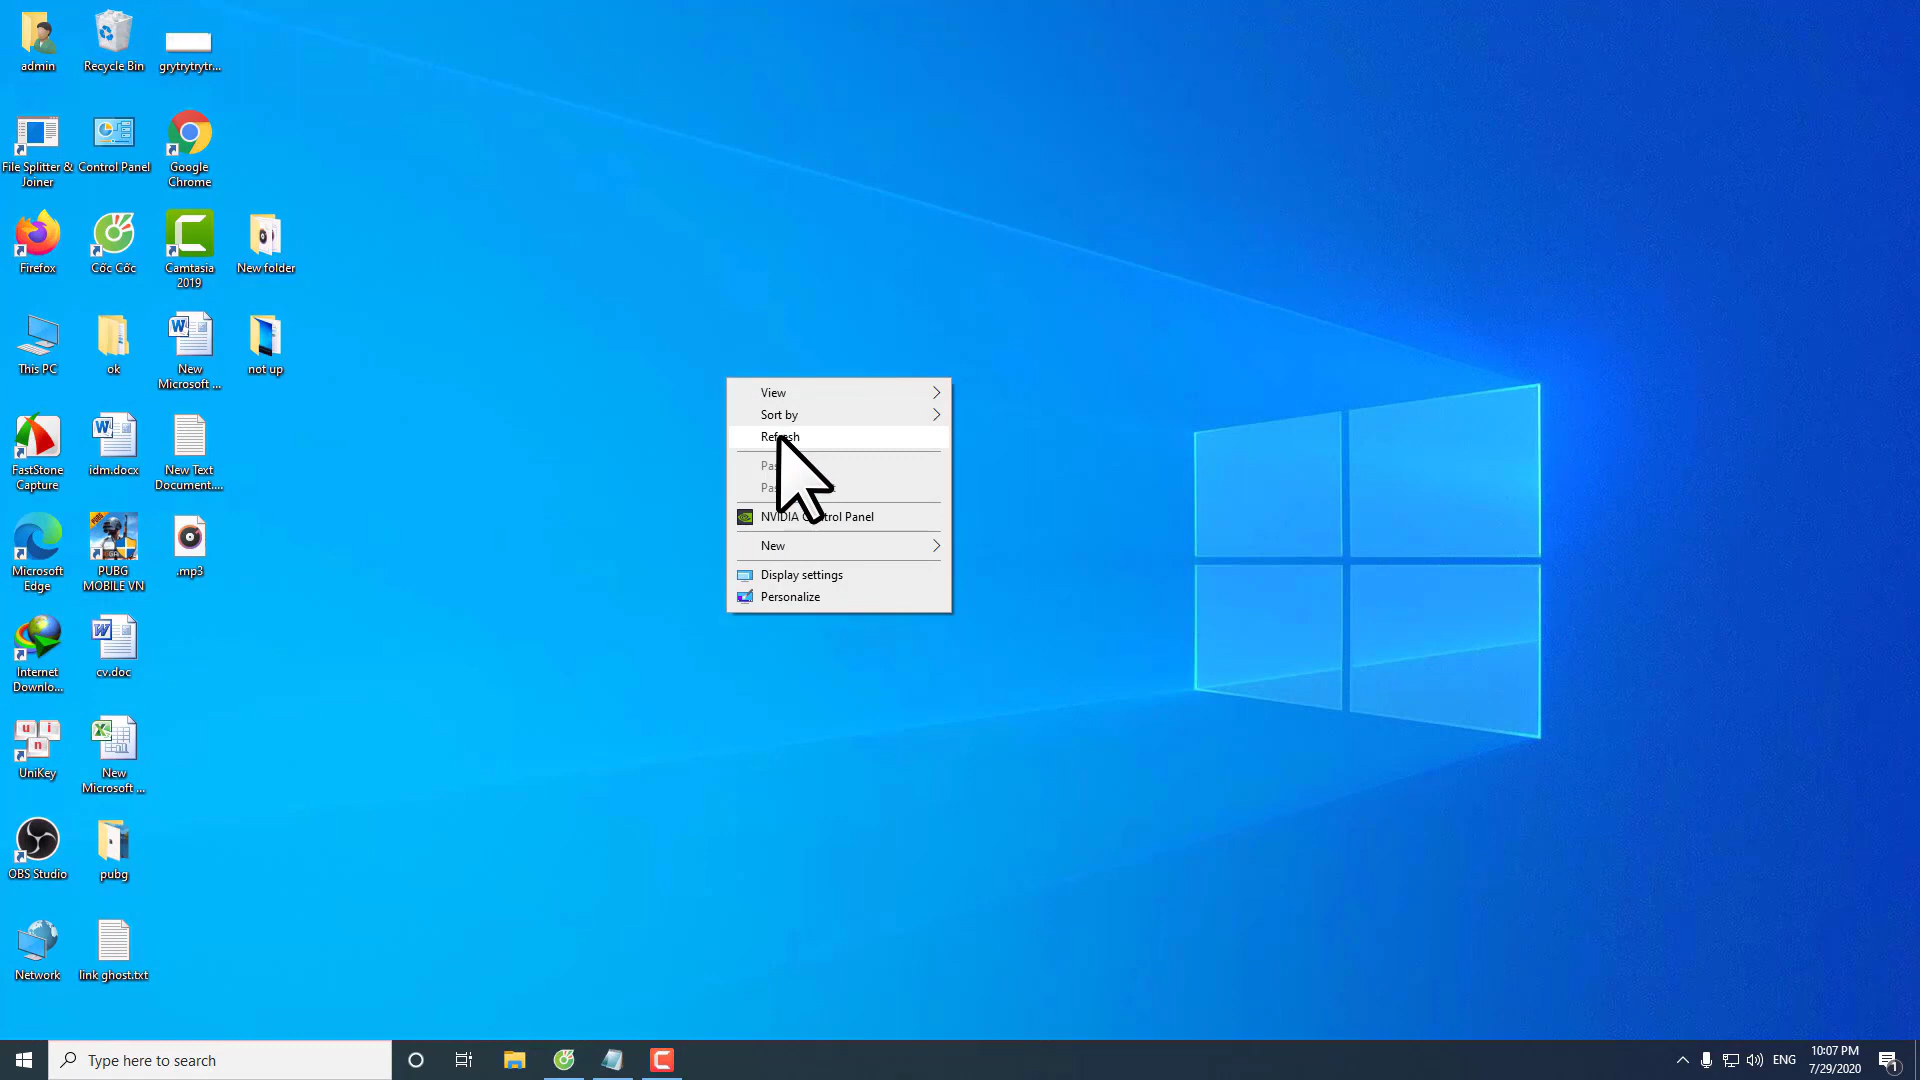 admin
Recycle Bin
grytrytrytr...
File Splitter &
Joiner
Control Panel
Google
Chrome
Firefox
Cốc Cốc
Camtasia
2019
New folder
This PC
ok
New
Microsoft ...
not up
FastStone
Capture
idm.docx
New Text
Document....
Microsoft
Edge
PUBG
MOBILE VN
.mp3
Internet
Downlo...
cv.doc
UniKey
New
Microsoft ...
OBS Studio
pubg
Network
link ghost.txt
View
Sort by
Refresh
NVIDIA Control Panel
New
Display settings
Personalize
Type here to search
ENG
10:07 PM
7/29/2020
1